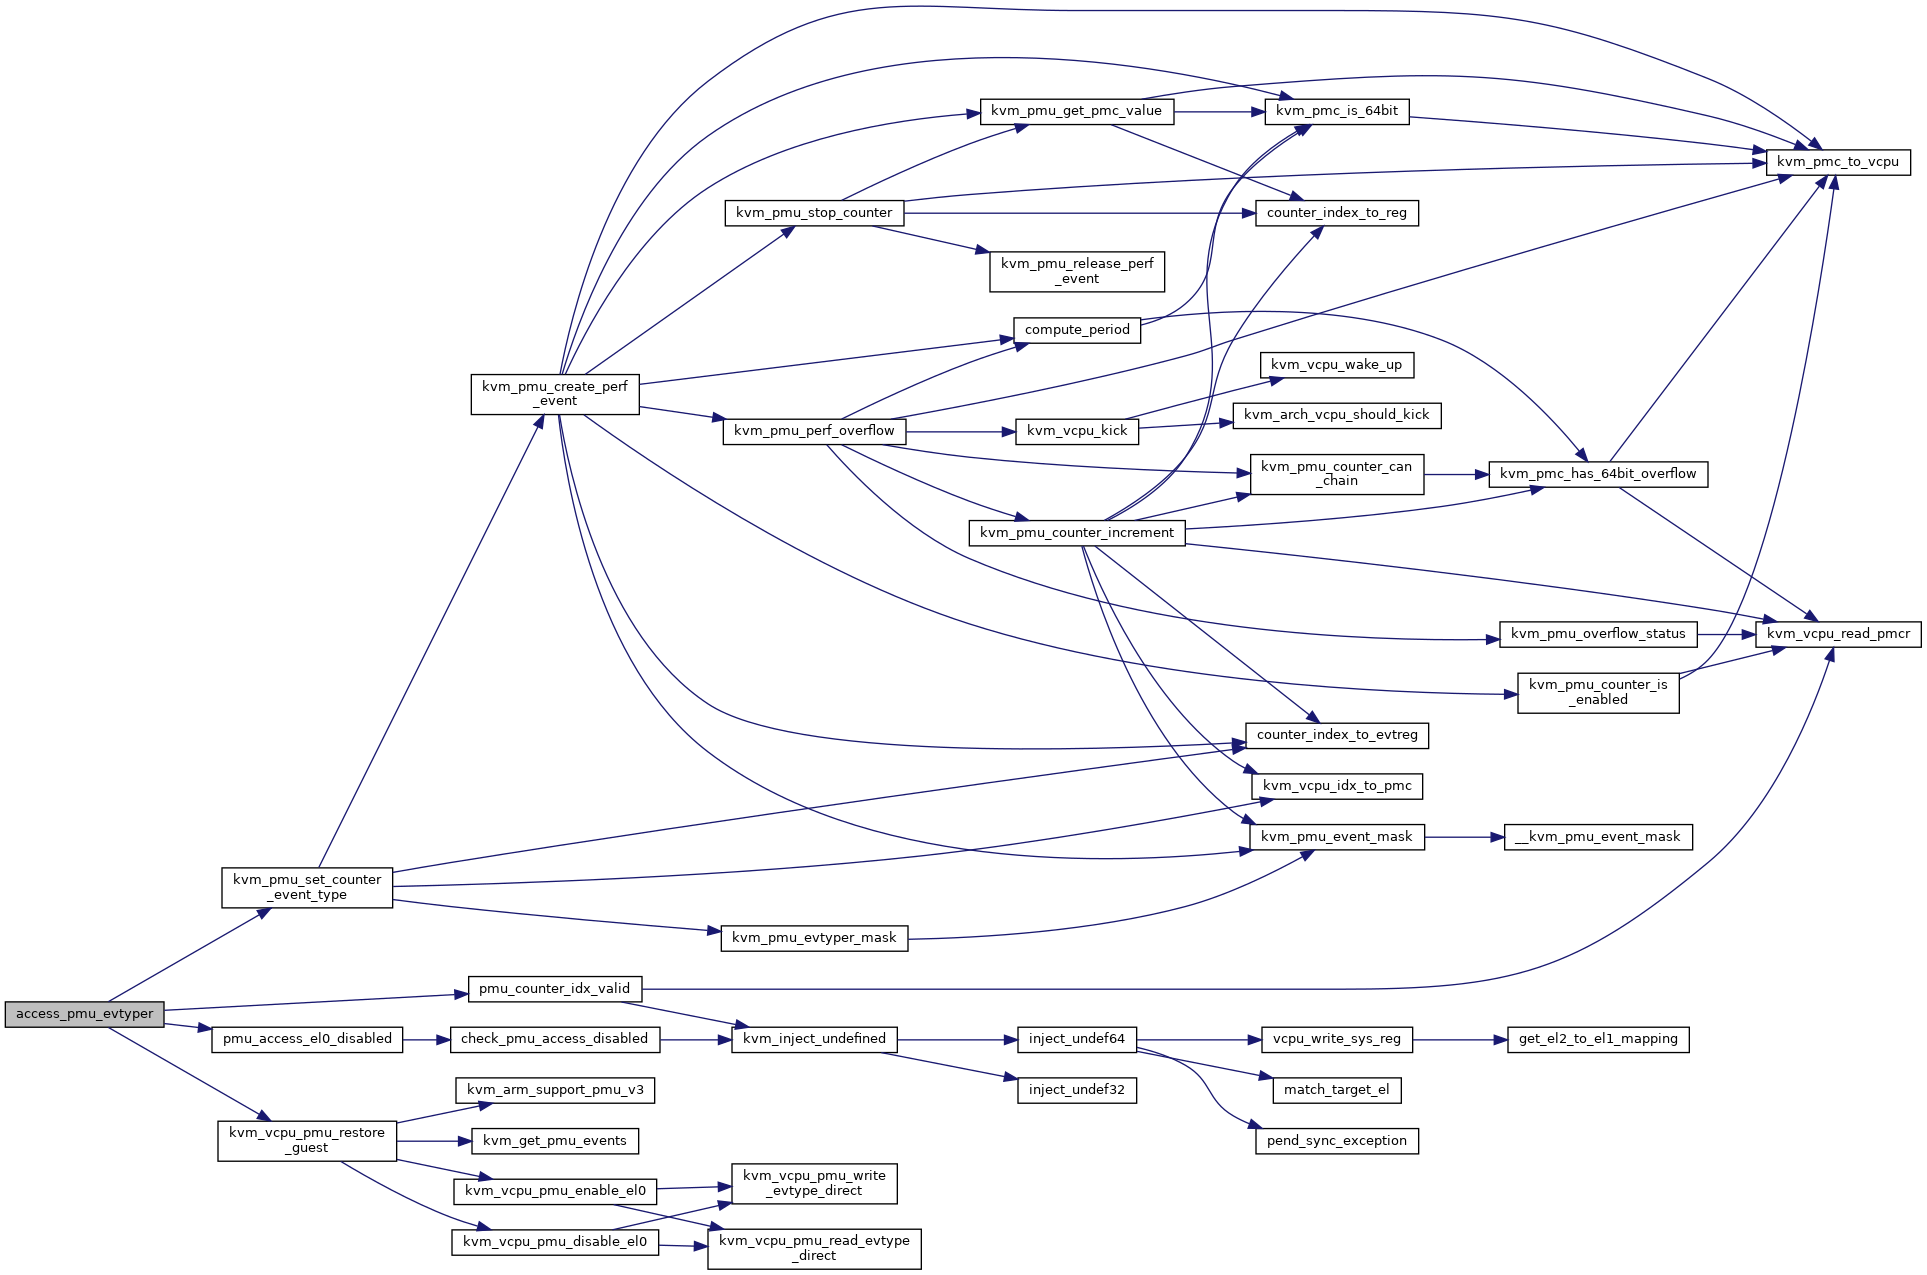 kvm_pmu_get_pmc_value
kvm_pmc_is_64bit
kvm_pmc_to_vcpu
kvm_pmu_stop_counter
counter_index_to_reg
kvm_pmu_release_perf
_event
compute_period
kvm_vcpu_wake_up
kvm_pmu_create_perf
_event
kvm_arch_vcpu_should_kick
kvm_pmu_perf_overflow
kvm_vcpu_kick
kvm_pmu_counter_can
_chain
kvm_pmc_has_64bit_overflow
kvm_pmu_counter_increment
kvm_pmu_overflow_status
kvm_vcpu_read_pmcr
kvm_pmu_counter_is
_enabled
counter_index_to_evtreg
kvm_vcpu_idx_to_pmc
kvm_pmu_event_mask
__kvm_pmu_event_mask
kvm_pmu_set_counter
_event_type
kvm_pmu_evtyper_mask
pmu_counter_idx_valid
access_pmu_evtyper
pmu_access_el0_disabled
check_pmu_access_disabled
kvm_inject_undefined
inject_undef64
vcpu_write_sys_reg
get_el2_to_el1_mapping
kvm_arm_support_pmu_v3
inject_undef32
match_target_el
kvm_vcpu_pmu_restore
_guest
kvm_get_pmu_events
pend_sync_exception
kvm_vcpu_pmu_enable_el0
kvm_vcpu_pmu_write
_evtype_direct
kvm_vcpu_pmu_disable_el0
kvm_vcpu_pmu_read_evtype
_direct